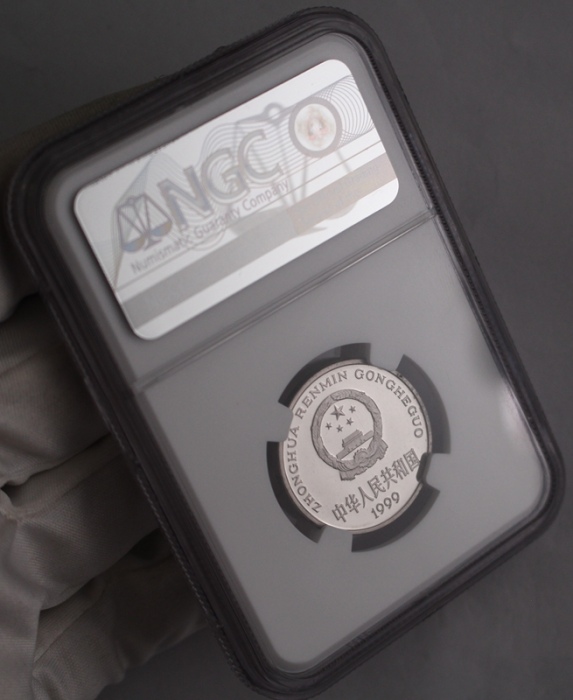 NGC
Numismatic Guaranty Company
ZHONGHUA RENMIN GONGHEGUO
中华人民共和国
1999